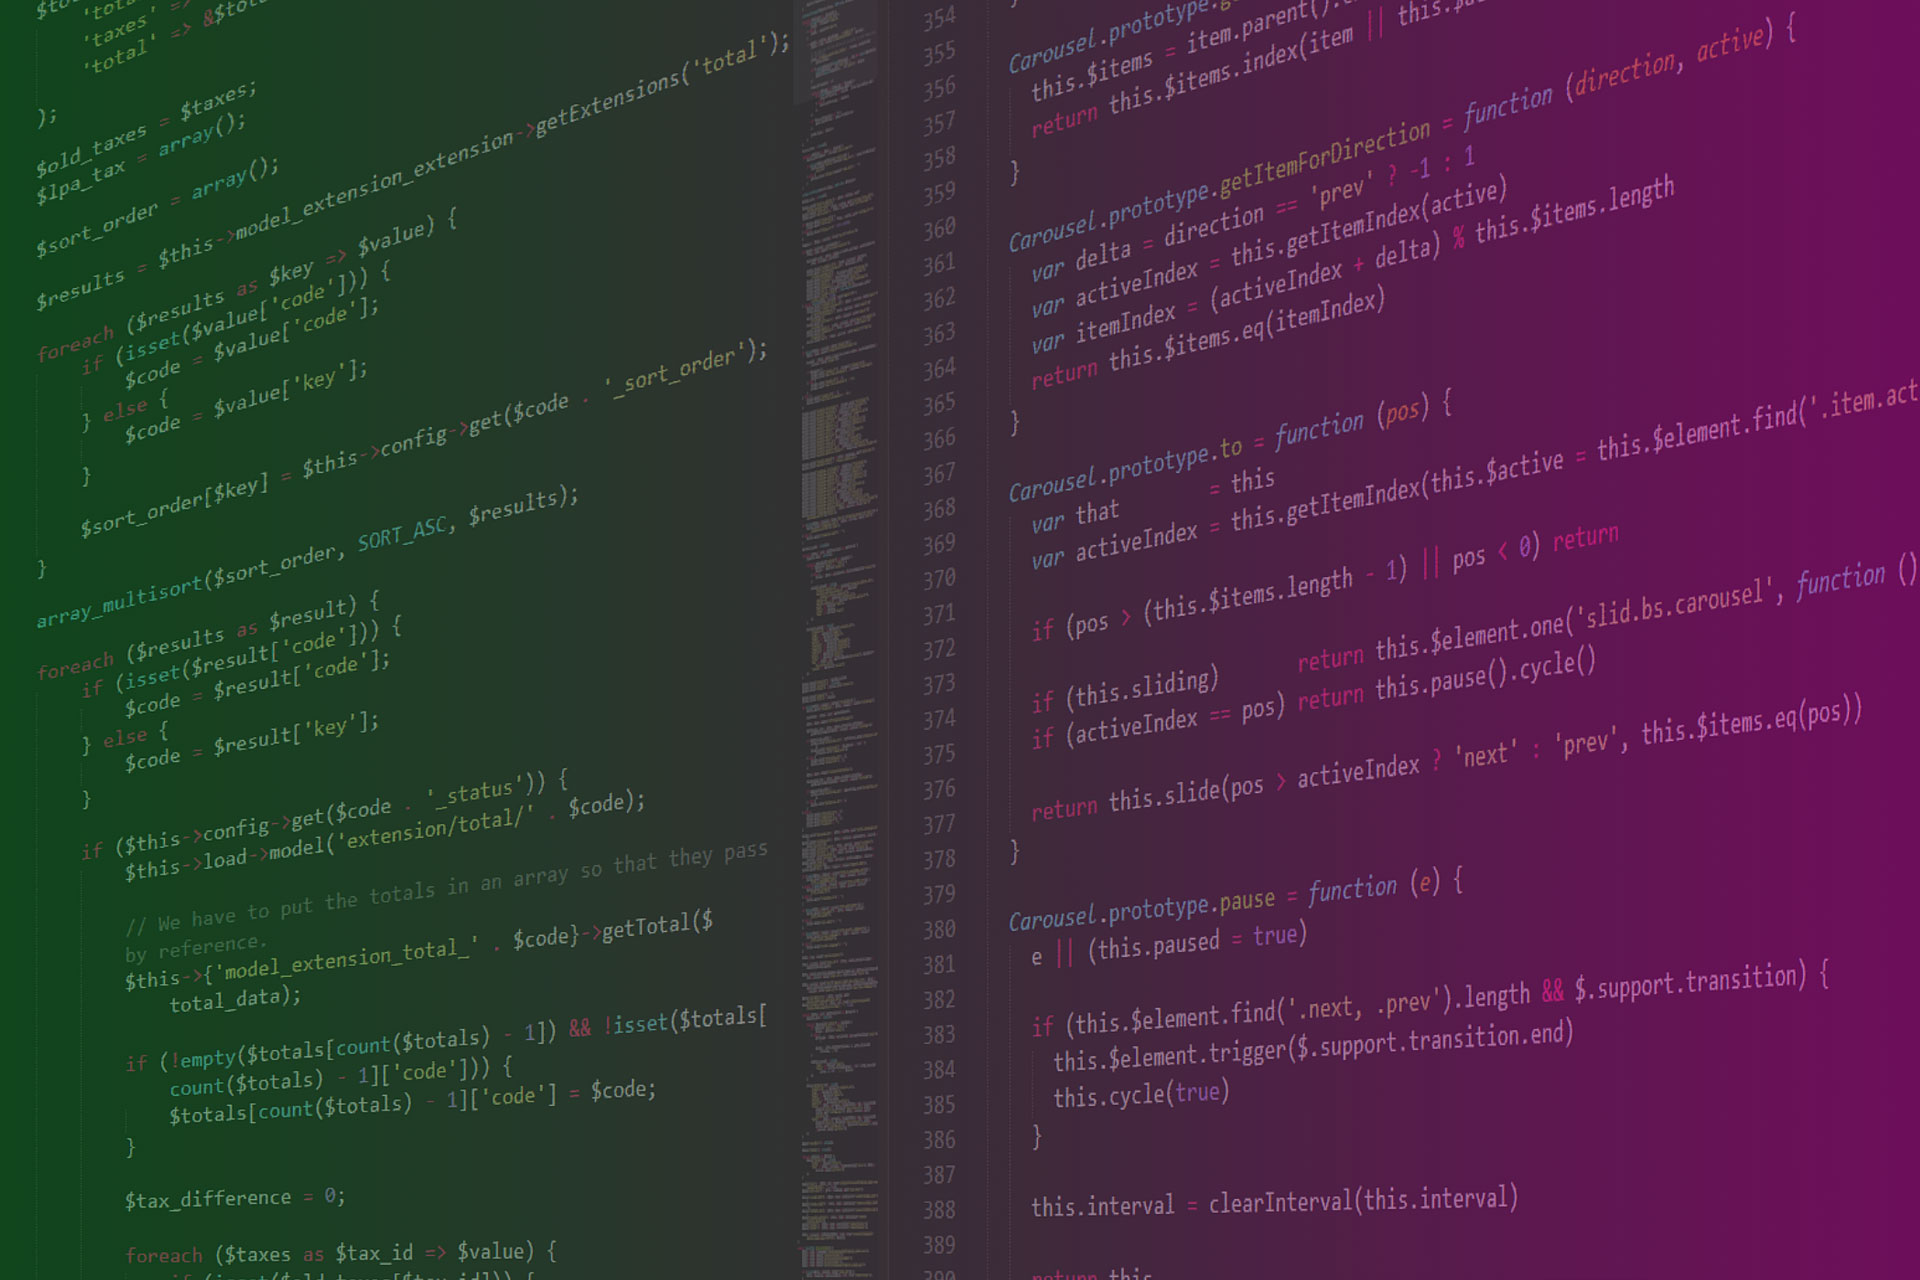 'taxes' =>
'total' => &$tot
);
$old_taxes = $taxes;
$lpa_tax = array();
$sort_order = array();
$results = $this->model_extension_extension->getExtensions('total');
foreach ($results as $key => $value) {
if (isset($value['code'])) {
$code = $value['code'];
} else {
$code = $value['key'];
}
$sort_order[$key] = $this->config->get($code . '_sort_order');
}
array_multisort($sort_order, SORT_ASC, $results);
foreach ($results as $result) {
if (isset($result['code'])) {
$code = $result['code'];
} else {
$code = $result['key'];
}
if ($this->config->get($code . '_status')) {
$this->load->model('extension/total/' . $code);
// We have to put the totals in an array so that they pass
by reference.
$this->{'model_extension_total_' . $code}->getTotal($
total_data);
if (!empty($totals[count($totals) - 1]) && !isset($totals[
count($totals) - 1]['code'])) {
$totals[count($totals) - 1]['code'] = $code;
}
$tax_difference = 0;
foreach ($taxes as $tax_id => $value) {
354
355 Carousel.prototype.
356 this.$items = item.parent().
357 return this.$items.index(item || this.$
358 }
359
360 Carousel.prototype.getItemForDirection = function (direction, active) {
361 var delta = direction == 'prev' ? -1 : 1
362 var activeIndex = this.getItemIndex(active)
363 var itemIndex = (activeIndex + delta) % this.$items.length
364 return this.$items.eq(itemIndex)
365 }
366
367 Carousel.prototype.to = function (pos) {
368 var that = this
369 var activeIndex = this.getItemIndex(this.$active = this.$element.find('.item.act
370
371 if (pos > (this.$items.length - 1) || pos < 0) return
372
373 if (this.sliding) return this.$element.one('slid.bs.carousel', function ()
374 if (activeIndex == pos) return this.pause().cycle()
375
376 return this.slide(pos > activeIndex ? 'next' : 'prev', this.$items.eq(pos))
377 }
378
379 Carousel.prototype.pause = function (e) {
380 e || (this.paused = true)
381
382 if (this.$element.find('.next, .prev').length && $.support.transition) {
383 this.$element.trigger($.support.transition.end)
384 this.cycle(true)
385 }
386
387 this.interval = clearInterval(this.interval)
388
389 return this